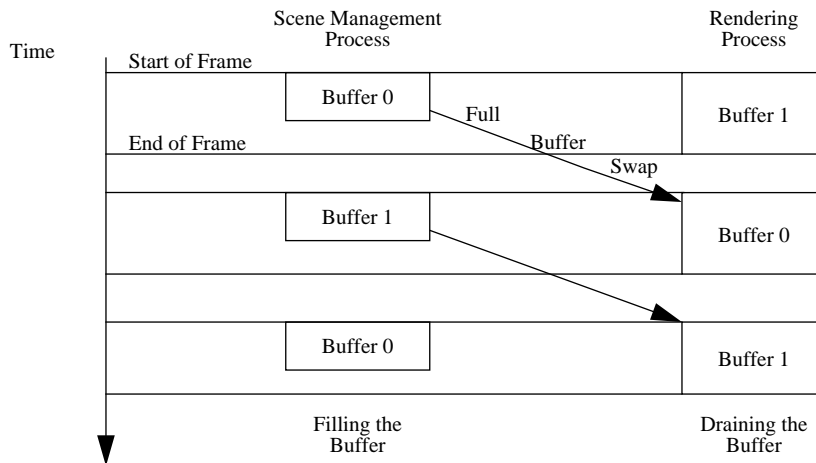 Scene Management
Process
Rendering
Process
Time
Start of Frame
Buffer 0
Full
Buffer 1
End of Frame
Buffer
Swap
Buffer 1
Buffer 0
Buffer 0
Buffer 1
Filling the
Buffer
Draining the
Buffer